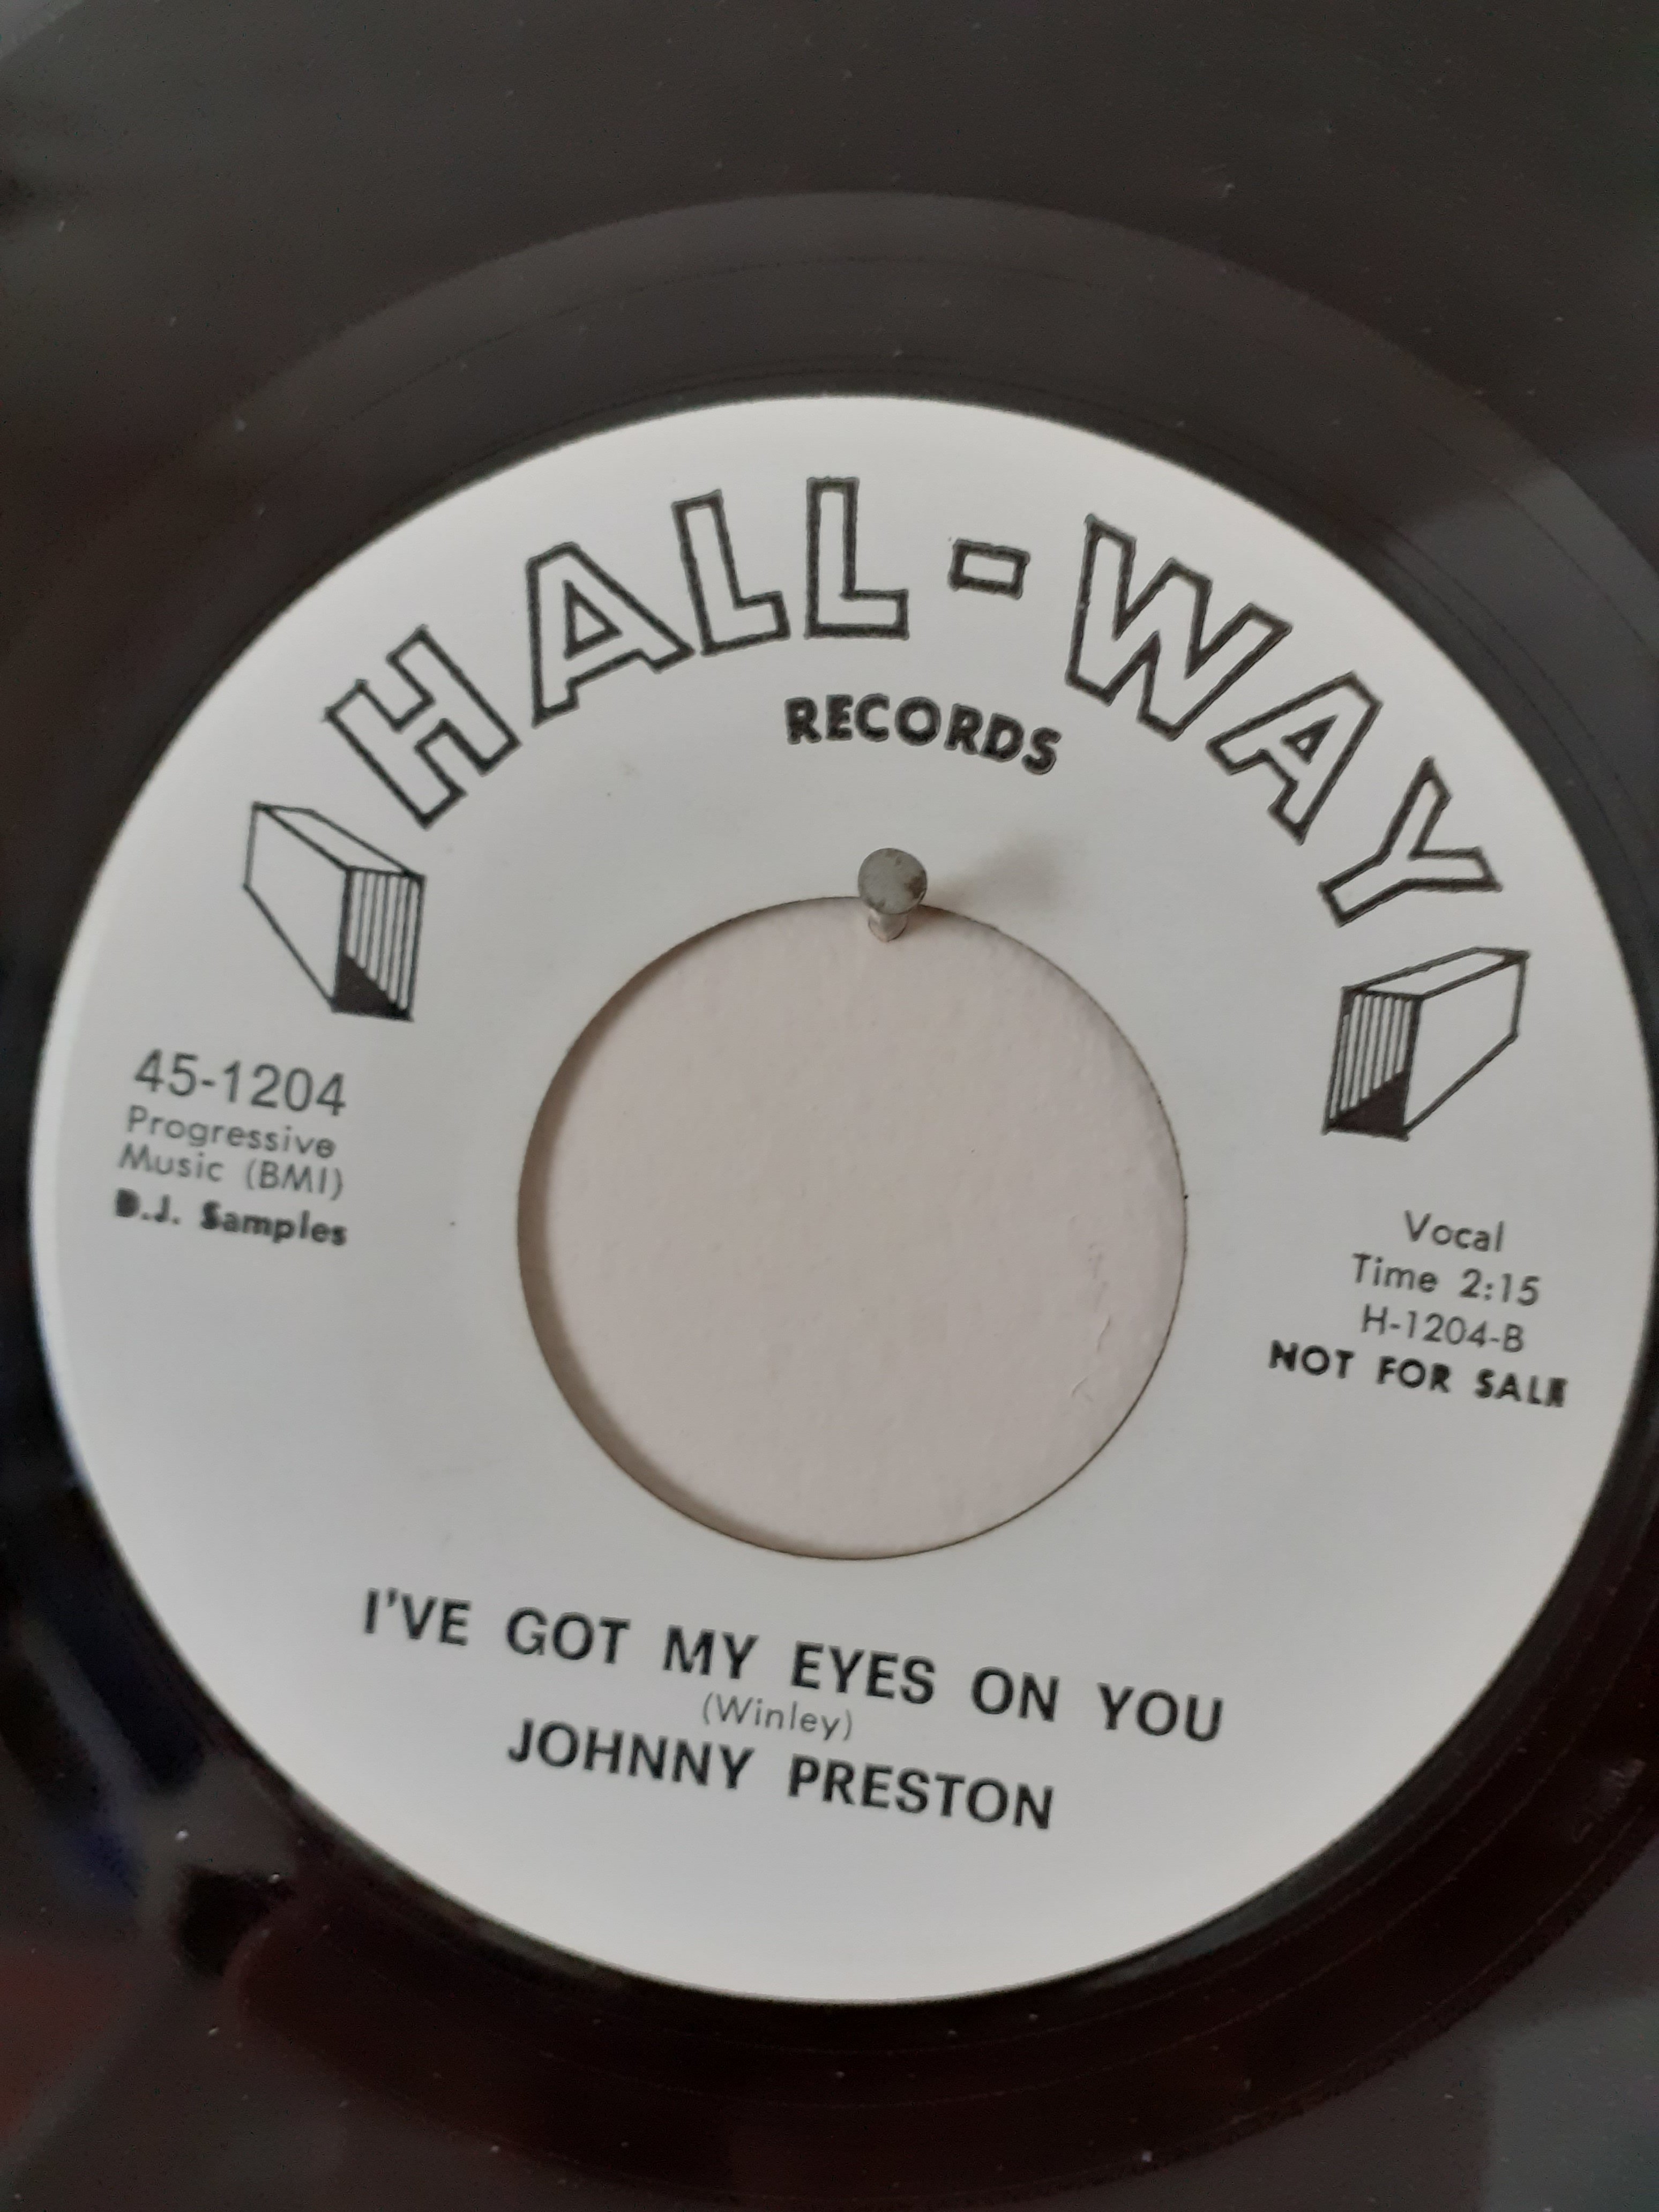 HALL-WAY
RECORDS
45-1204
Progressive
Music (BMI)
D.J. Samples
Vocal
Time 2:15
H-1204-B
NOT FOR SALE
I'VE GOT MY EYES ON YOU
(Winley)
JOHNNY PRESTON